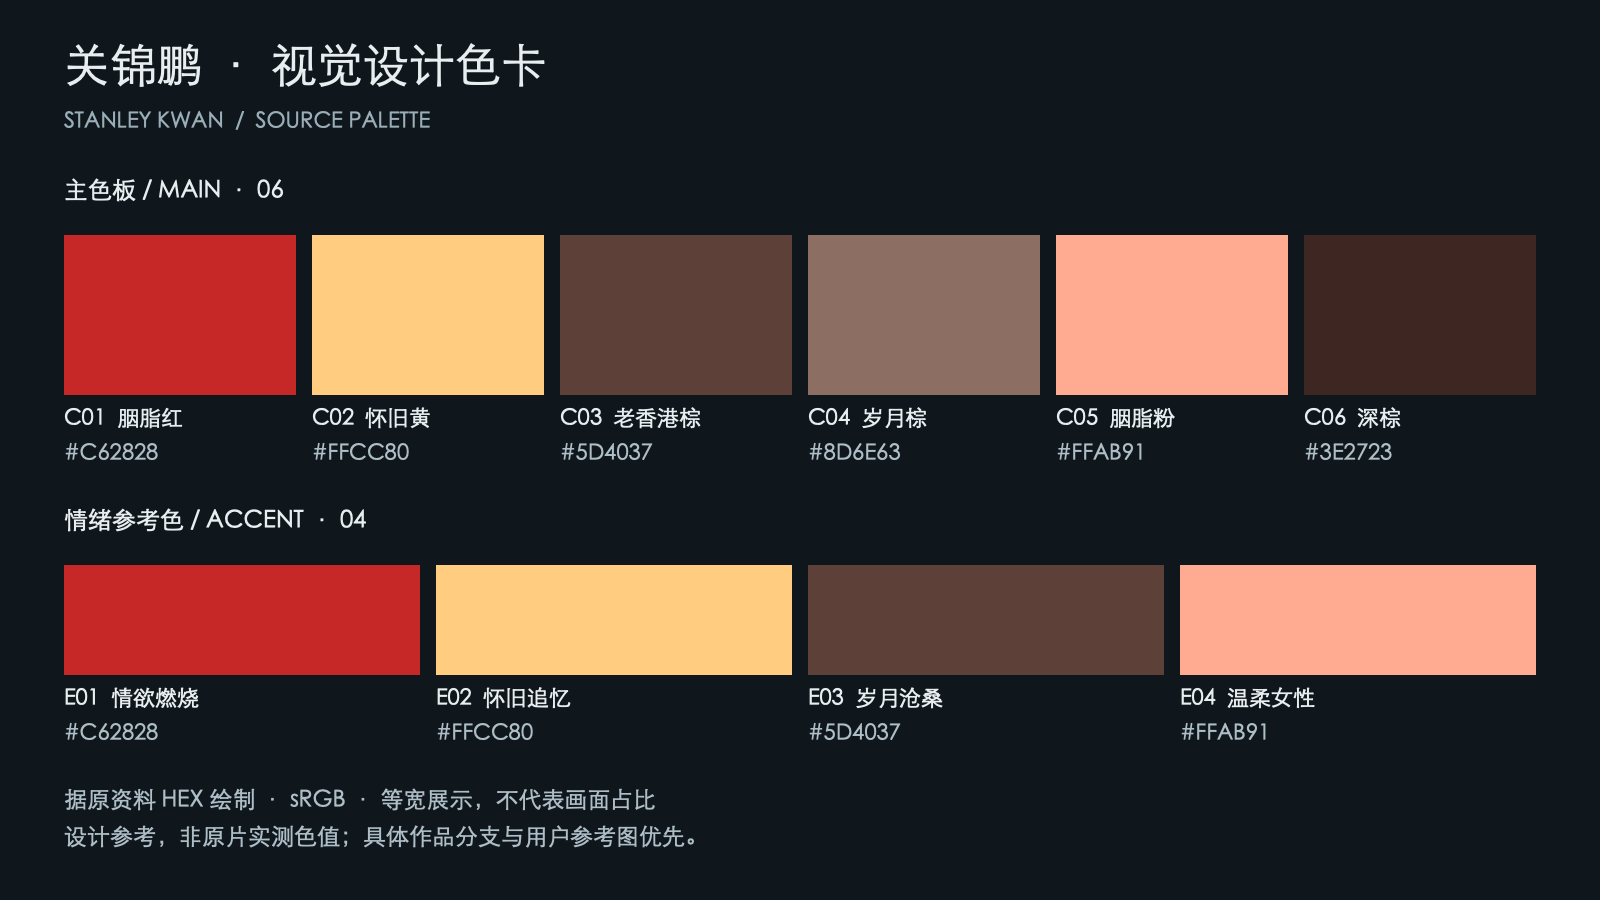 关锦鹏 · 视觉设计色卡
STANLEY KWAN / SOURCE PALETTE
主色板 / MAIN · 06
C01 胭脂红
#C62828
C02 怀旧黄
#FFCC80
C03 老香港棕
#5D4037
C04 岁月棕
#8D6E63
C05 胭脂粉
#FFAB91
C06 深棕
#3E2723
情绪参考色 / ACCENT · 04
E01 情欲燃烧
#C62828
E02 怀旧追忆
#FFCC80
E03 岁月沧桑
#5D4037
E04 温柔女性
#FFAB91
据原资料 HEX 绘制 · sRGB · 等宽展示，不代表画面占比
设计参考，非原片实测色值；具体作品分支与用户参考图优先。